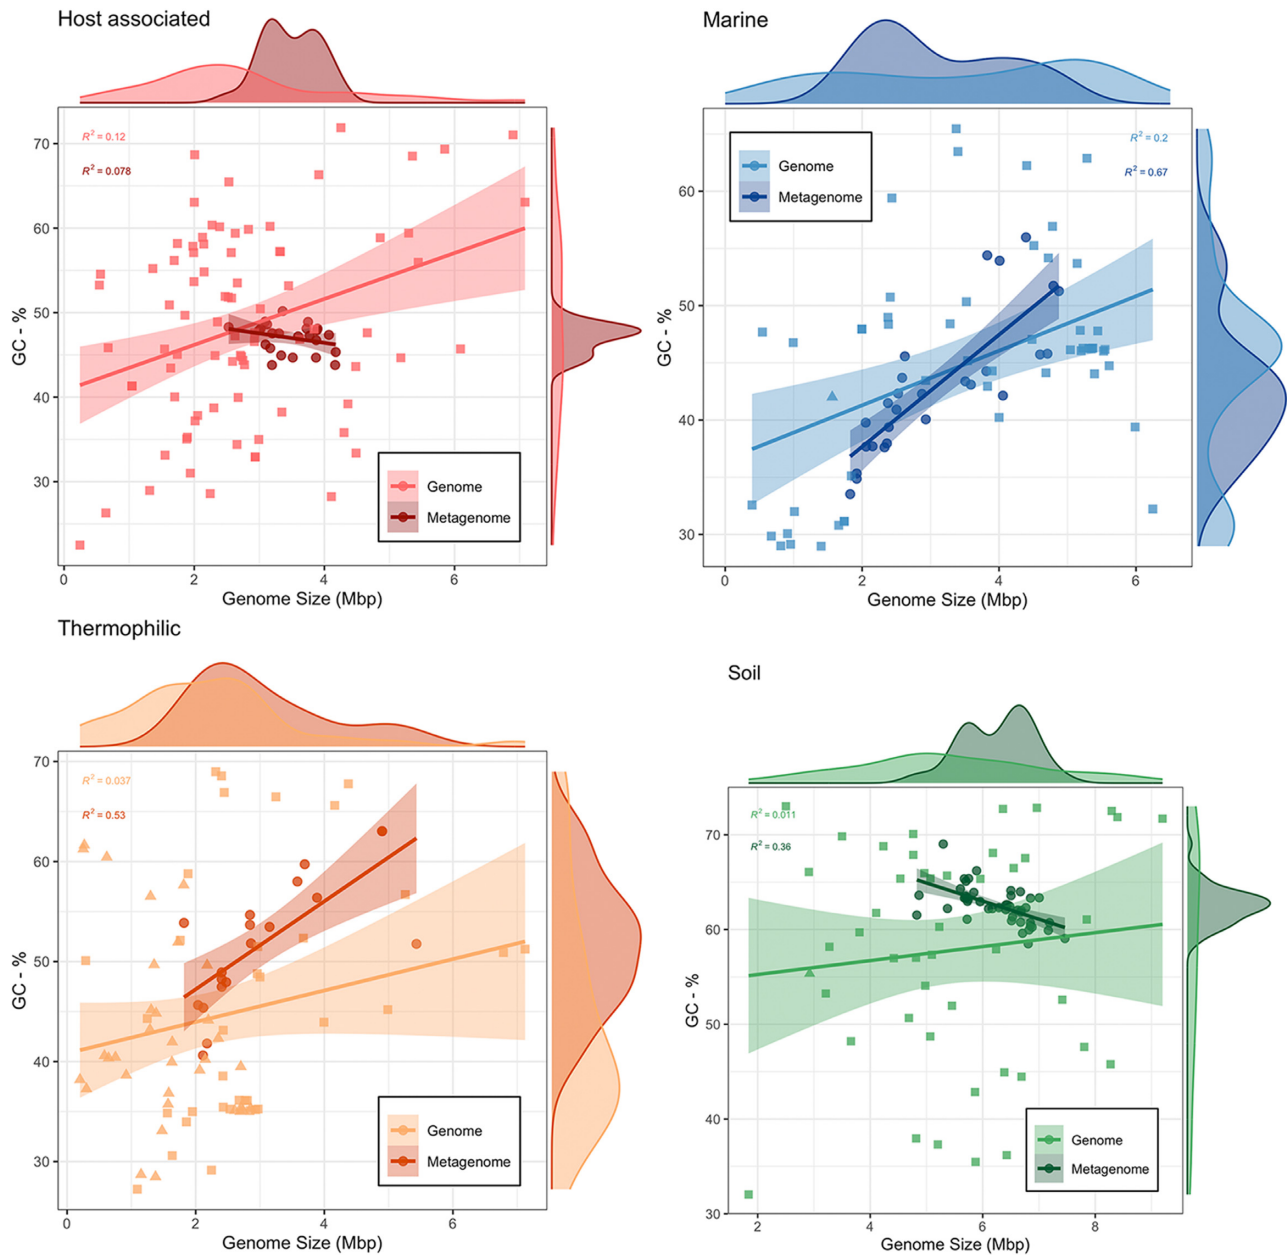 Host associated
R² = 0.12
R² = 0.078
70
60
50
40
30
GC - %
Genome
Metagenome
0 2 4 6
Genome Size (Mbp)
Marine
Genome
Metagenome
R² = 0.2
R² = 0.67
60
50
40
30
GC - %
0 2 4 6
Genome Size (Mbp)
Thermophilic
R² = 0.037
R² = 0.53
70
60
50
40
30
GC - %
Genome
Metagenome
0 2 4 6
Genome Size (Mbp)
Soil
R² = 0.011
R² = 0.36
70
60
50
40
30
GC - %
Genome
Metagenome
2 4 6 8
Genome Size (Mbp)